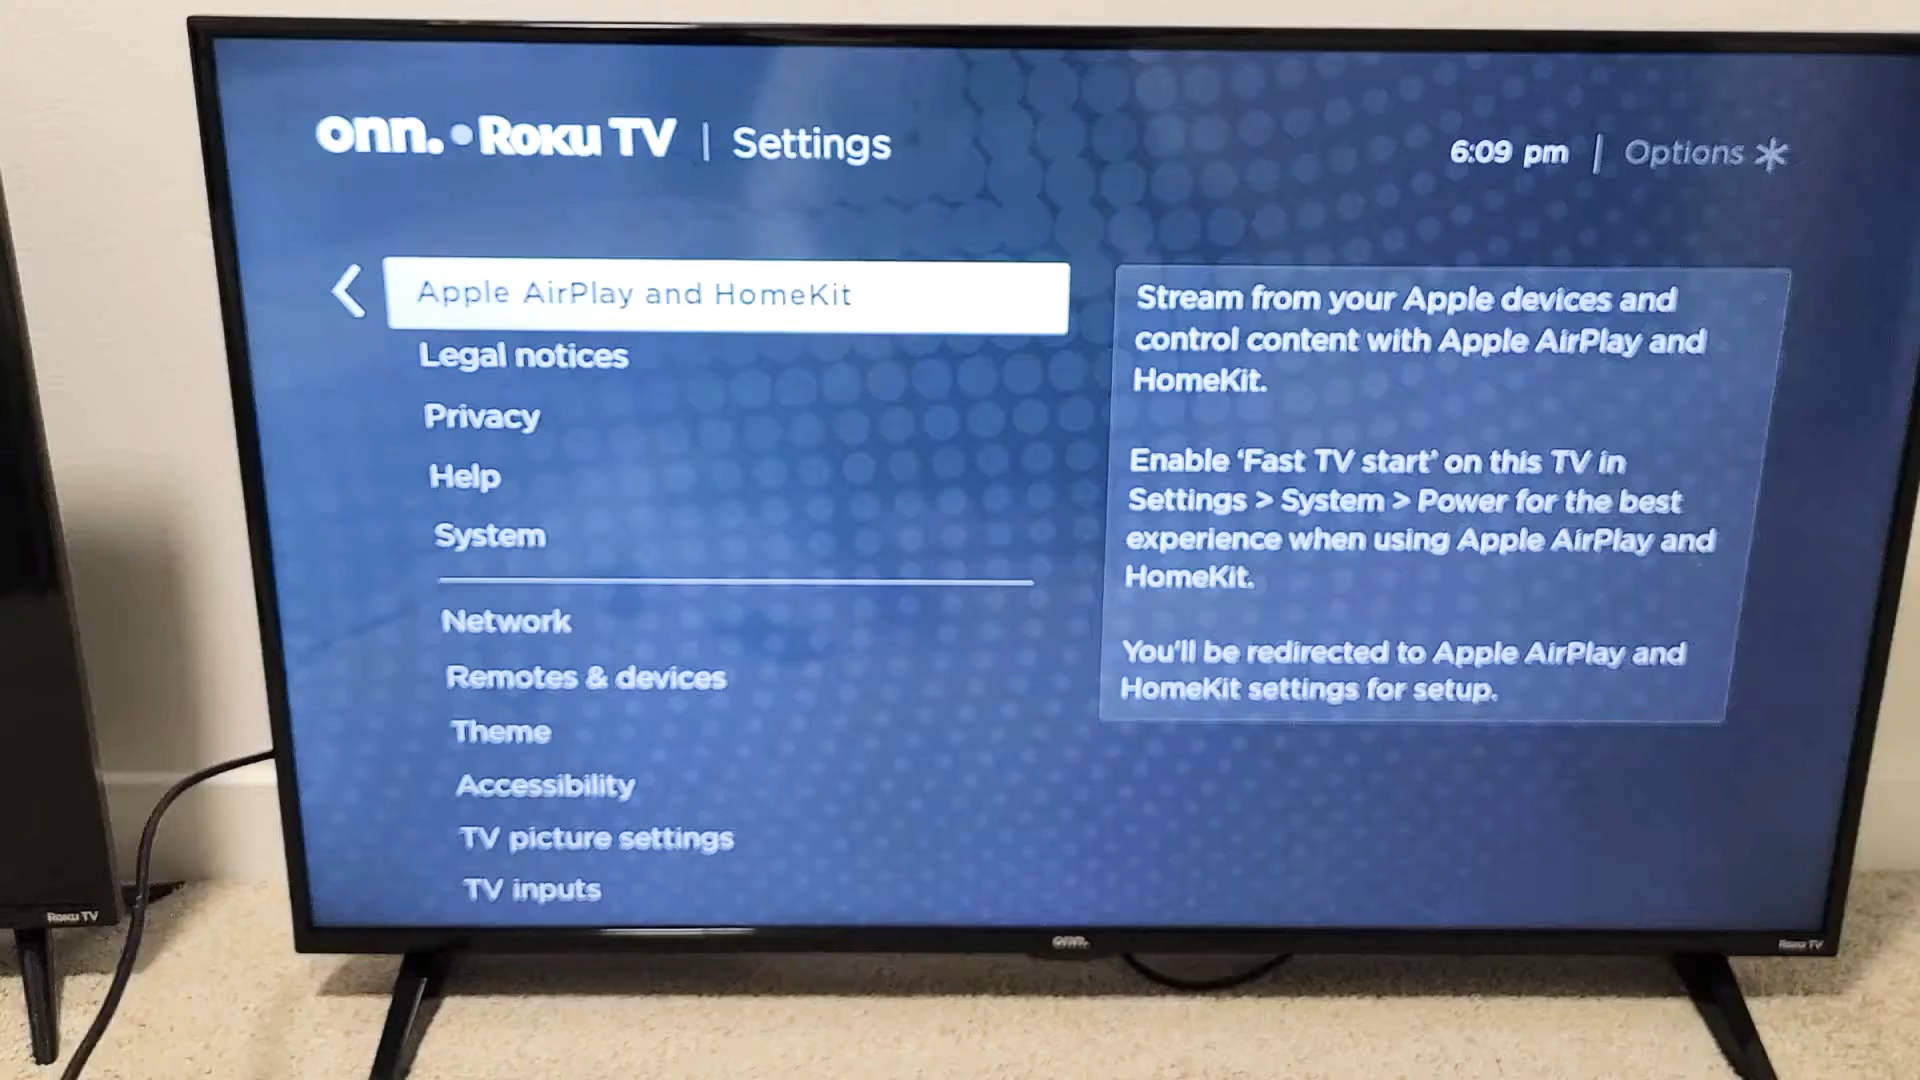 onn. • Roku TV | Settings
6:09 pm | Options
Apple AirPlay and HomeKit
Legal notices
Privacy
Help
System
Network
Remotes & devices
Theme
Accessibility
TV picture settings
TV inputs
Stream from your Apple devices and
control content with Apple AirPlay and
HomeKit.
Enable ‘Fast TV start’ on this TV in
Settings > System > Power for the best
experience when using Apple AirPlay and
HomeKit.
You'll be redirected to Apple AirPlay and
HomeKit settings for setup.
Roku TV
onn.
Roku TV